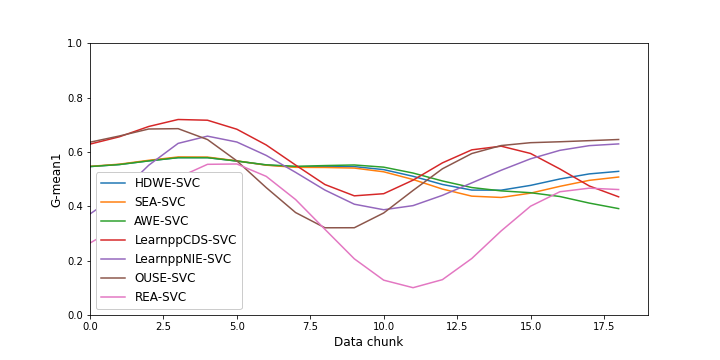 1.0
0.8
0.6
0.4
0.2
0.0
G-mean1
HDWE-SVC
SEA-SVC
AWE-SVC
LearnppCDS-SVC
LearnppNIE-SVC
OUSE-SVC
REA-SVC
0.0 2.5 5.0 7.5 10.0 12.5 15.0 17.5
Data chunk